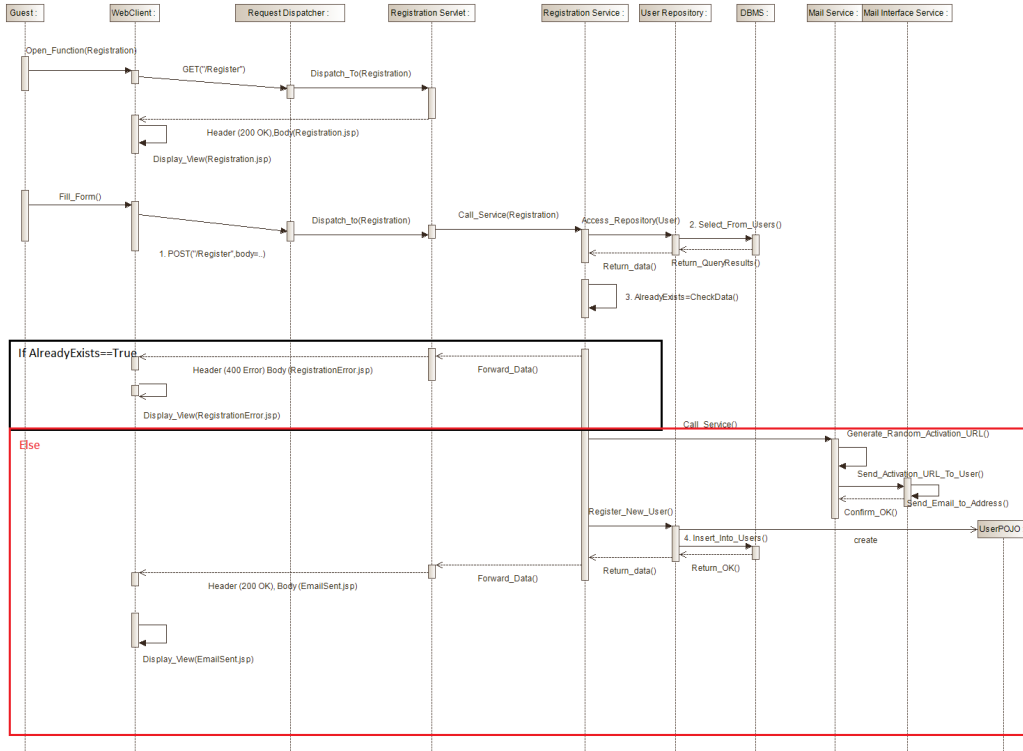 Guest :
WebClient :
Request Dispatcher :
Registration Servlet :
Registration Service :
User Repository :
DBMS :
Mail Service :
Mail Interface Service :
Open_Function(Registration)
GET("/Register")
Dispatch_To(Registration)
Header (200 OK),Body(Registration.jsp)
Display_View(Registration.jsp)
Fill_Form()
Dispatch_to(Registration)
Call_Service(Registration)
Access_Repository(User)
2. Select_From_Users()
1. POST("/Register",body=..)
Return_data()
Return_QueryResults()
3. AlreadyExists=CheckData()
If AlreadyExists==True
Header (400 Error) Body (RegistrationError.jsp)
Forward_Data()
Display_View(RegistrationError.jsp)
Else
Call_Service()
Generate_Random_Activation_URL()
Send_Activation_URL_To_User()
Send_Email_to_Address()
Confirm_OK()
Register_New_User()
UserPOJO
4. Insert_Into_Users()
create
Return_data()
Return_OK()
Forward_Data()
Header (200 OK), Body (EmailSent.jsp)
Display_View(EmailSent.jsp)